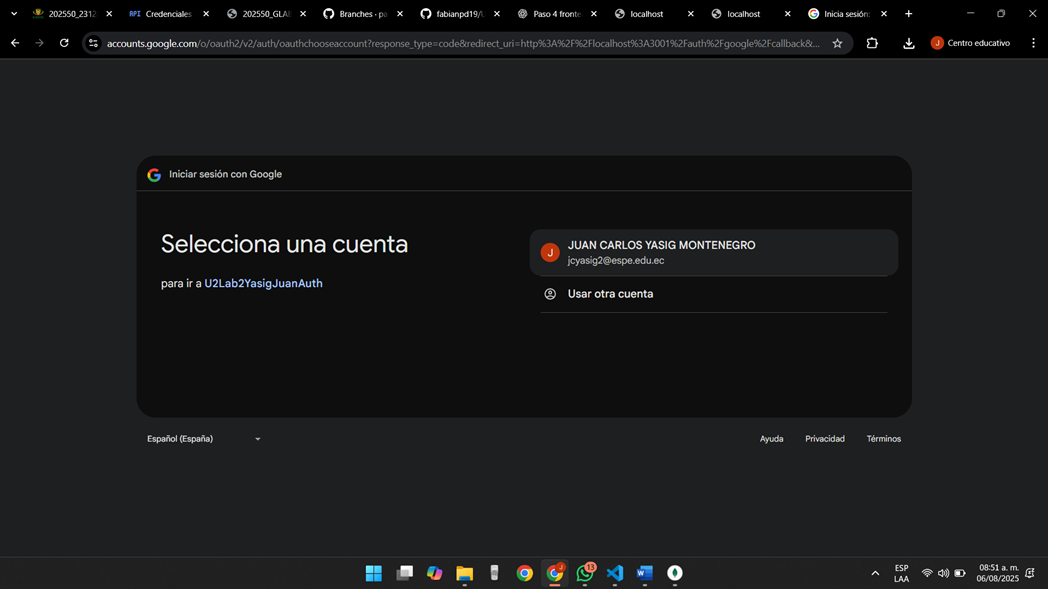 202550_2312
Credenciales
202550_GLAB
Branches · pa
fabianpd19/U
Paso 4 fronte
localhost
localhost
Inicia sesión:
accounts.google.com/o/oauth2/v2/auth/oauthchooseaccount?response_type=code&redirect_uri=http%3A%2F%2Flocalhost%3A3001%2Fauth%2Fgoogle%2Fcallback&...
J
Centro educativo
Iniciar sesión con Google
Selecciona una cuenta
para ir a U2Lab2YasigJuanAuth
J
JUAN CARLOS YASIG MONTENEGRO
jcyasig2@espe.edu.ec
Usar otra cuenta
Español (España)
Ayuda
Privacidad
Términos
J
13
ESP
LAA
08:51 a. m.
06/08/2025